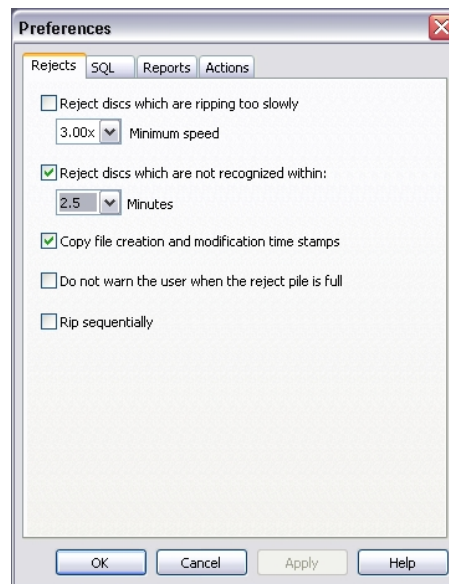 Preferences
Rejects SQL Reports Actions
Reject discs which are ripping too slowly
3.00x Minimum speed
Reject discs which are not recognized within:
2.5 Minutes
Copy file creation and modification time stamps
Do not warn the user when the reject pile is full
Rip sequentially
OK Cancel Apply Help